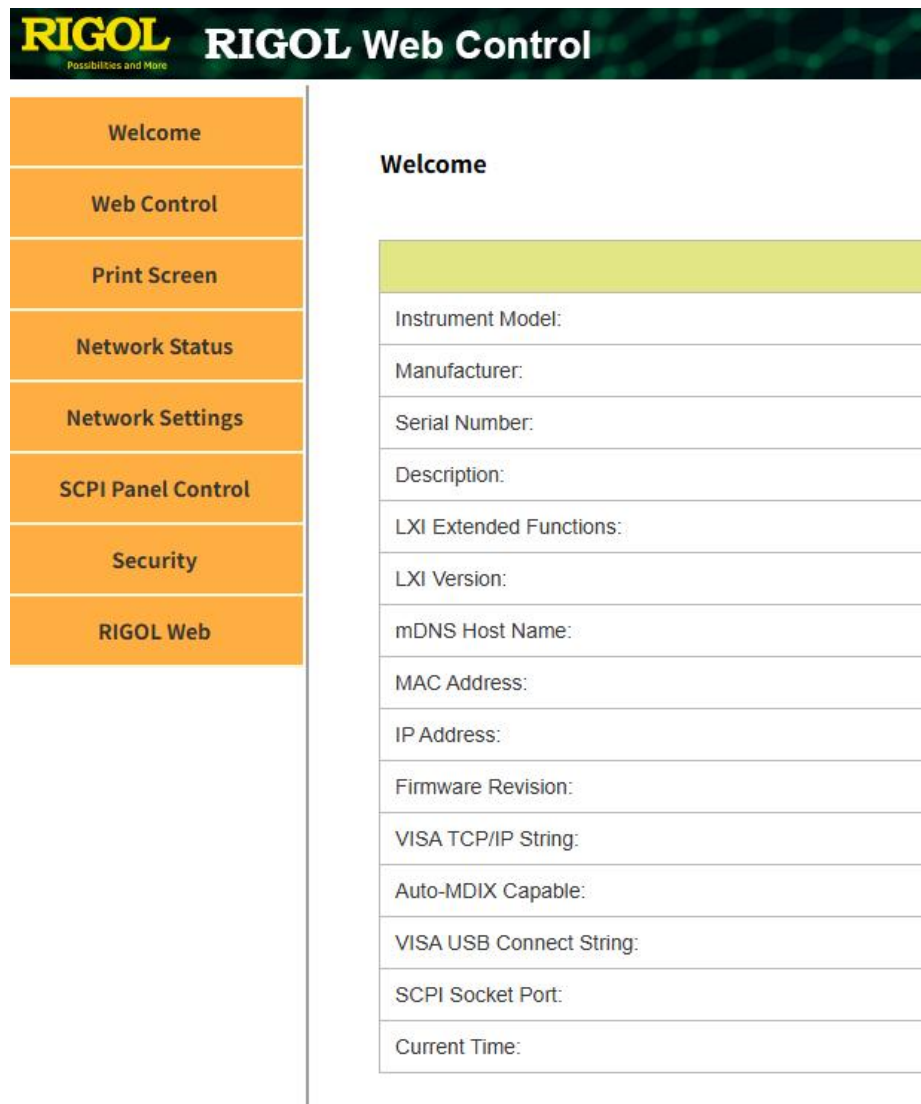 RIGOL
Possibilities and More
RIGOL Web Control
Welcome
Web Control
Print Screen
Network Status
Network Settings
SCPI Panel Control
Security
RIGOL Web
Welcome
Instrument Model:
Manufacturer:
Serial Number:
Description:
LXI Extended Functions:
LXI Version:
mDNS Host Name:
MAC Address:
IP Address:
Firmware Revision:
VISA TCP/IP String:
Auto-MDIX Capable:
VISA USB Connect String:
SCPI Socket Port:
Current Time: